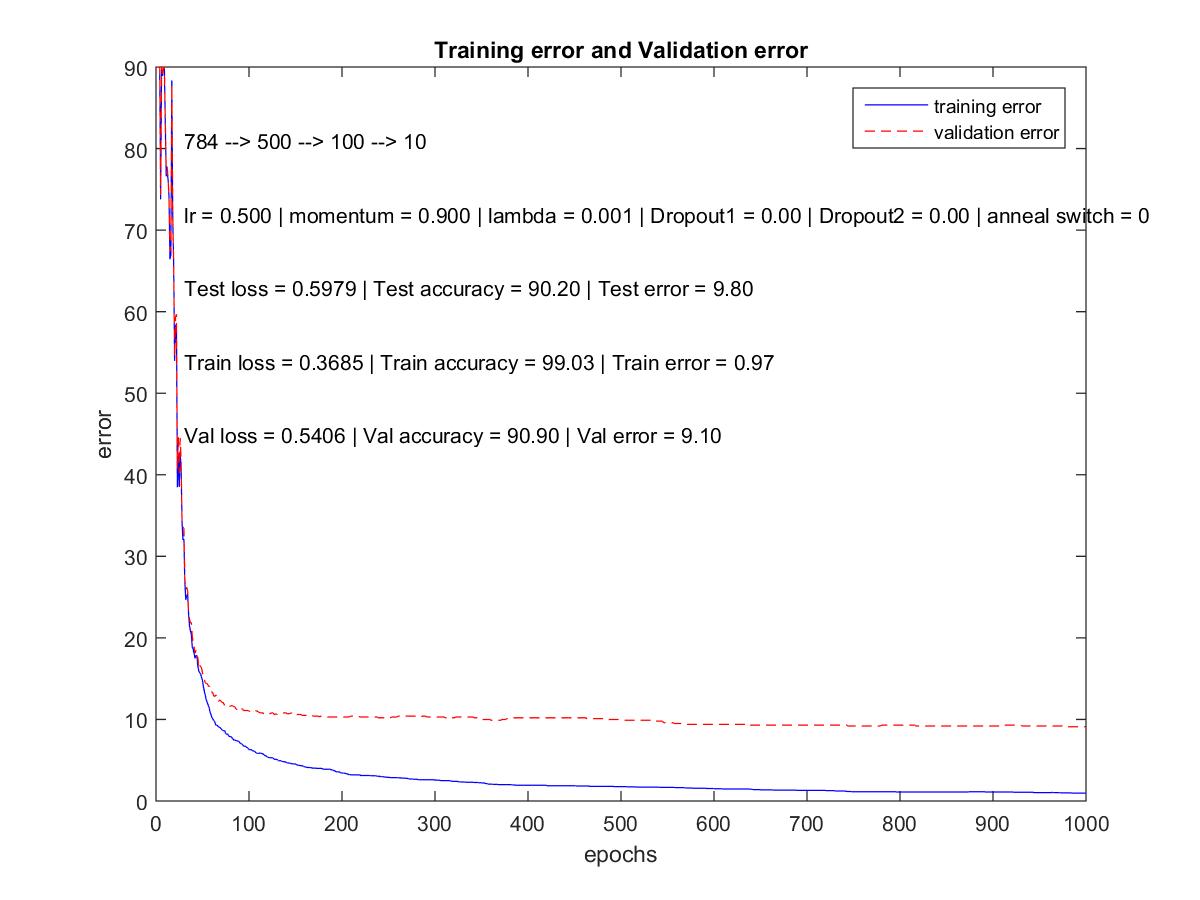 Training error and Validation error
90
80
70
60
50
40
30
20
10
0
error
training error
validation error
784 --> 500 --> 100 --> 10
lr = 0.500 | momentum = 0.900 | lambda = 0.001 | Dropout1 = 0.00 | Dropout2 = 0.00 | anneal switch = 0
Test loss = 0.5979 | Test accuracy = 90.20 | Test error = 9.80
Train loss = 0.3685 | Train accuracy = 99.03 | Train error = 0.97
Val loss = 0.5406 | Val accuracy = 90.90 | Val error = 9.10
0 100 200 300 400 500 600 700 800 900 1000
epochs